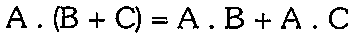 A . (B + C) = A . B + A . C